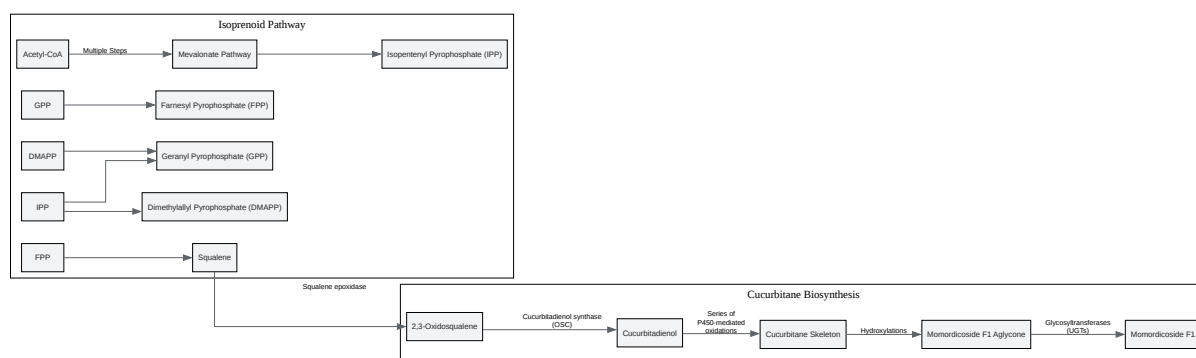 Isoprenoid Pathway
Acetyl-CoA
Multiple Steps
Mevalonate Pathway
Isopentenyl Pyrophosphate (IPP)
GPP
Farnesyl Pyrophosphate (FPP)
DMAPP
Geranyl Pyrophosphate (GPP)
IPP
Dimethylallyl Pyrophosphate (DMAPP)
FPP
Squalene
Squalene epoxidase
Cucurbitane Biosynthesis
2,3-Oxidosqualene
Cucurbitadienol synthase
(OSC)
Cucurbitadienol
Series of
P450-mediated
oxidations
Cucurbitane Skeleton
Hydroxylations
Momordicoside F1 Aglycone
Glycosyltransferases
(UGTs)
Momordicoside F1